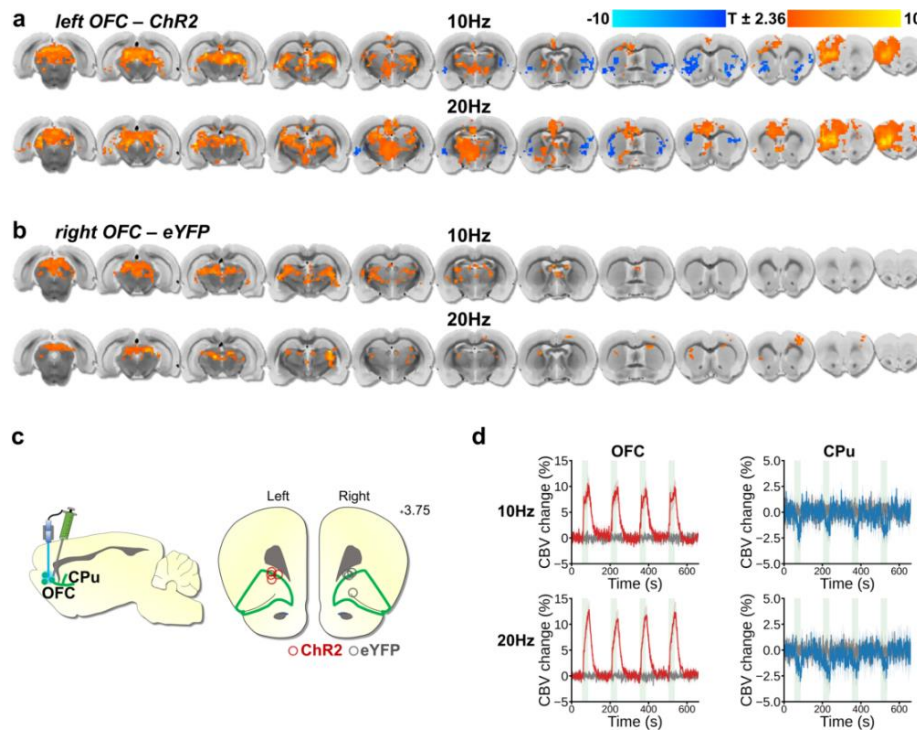 a left OFC – ChR2
10Hz
-10 T ± 2.36 10
20Hz
b right OFC – eYFP
10Hz
20Hz
c
Left Right
+3.75
CPu
OFC
ChR2 eYFP
d
OFC CPu
10Hz
CBV change (%)
15
10
5
0
-5
0 200 400 600
Time (s)
CBV change (%)
5.0
2.5
0.0
−2.5
−5.0
0 200 400 600
Time (s)
20Hz
CBV change (%)
15
10
5
0
-5
0 200 400 600
Time (s)
CBV change (%)
5.0
2.5
0.0
−2.5
−5.0
0 200 400 600
Time (s)